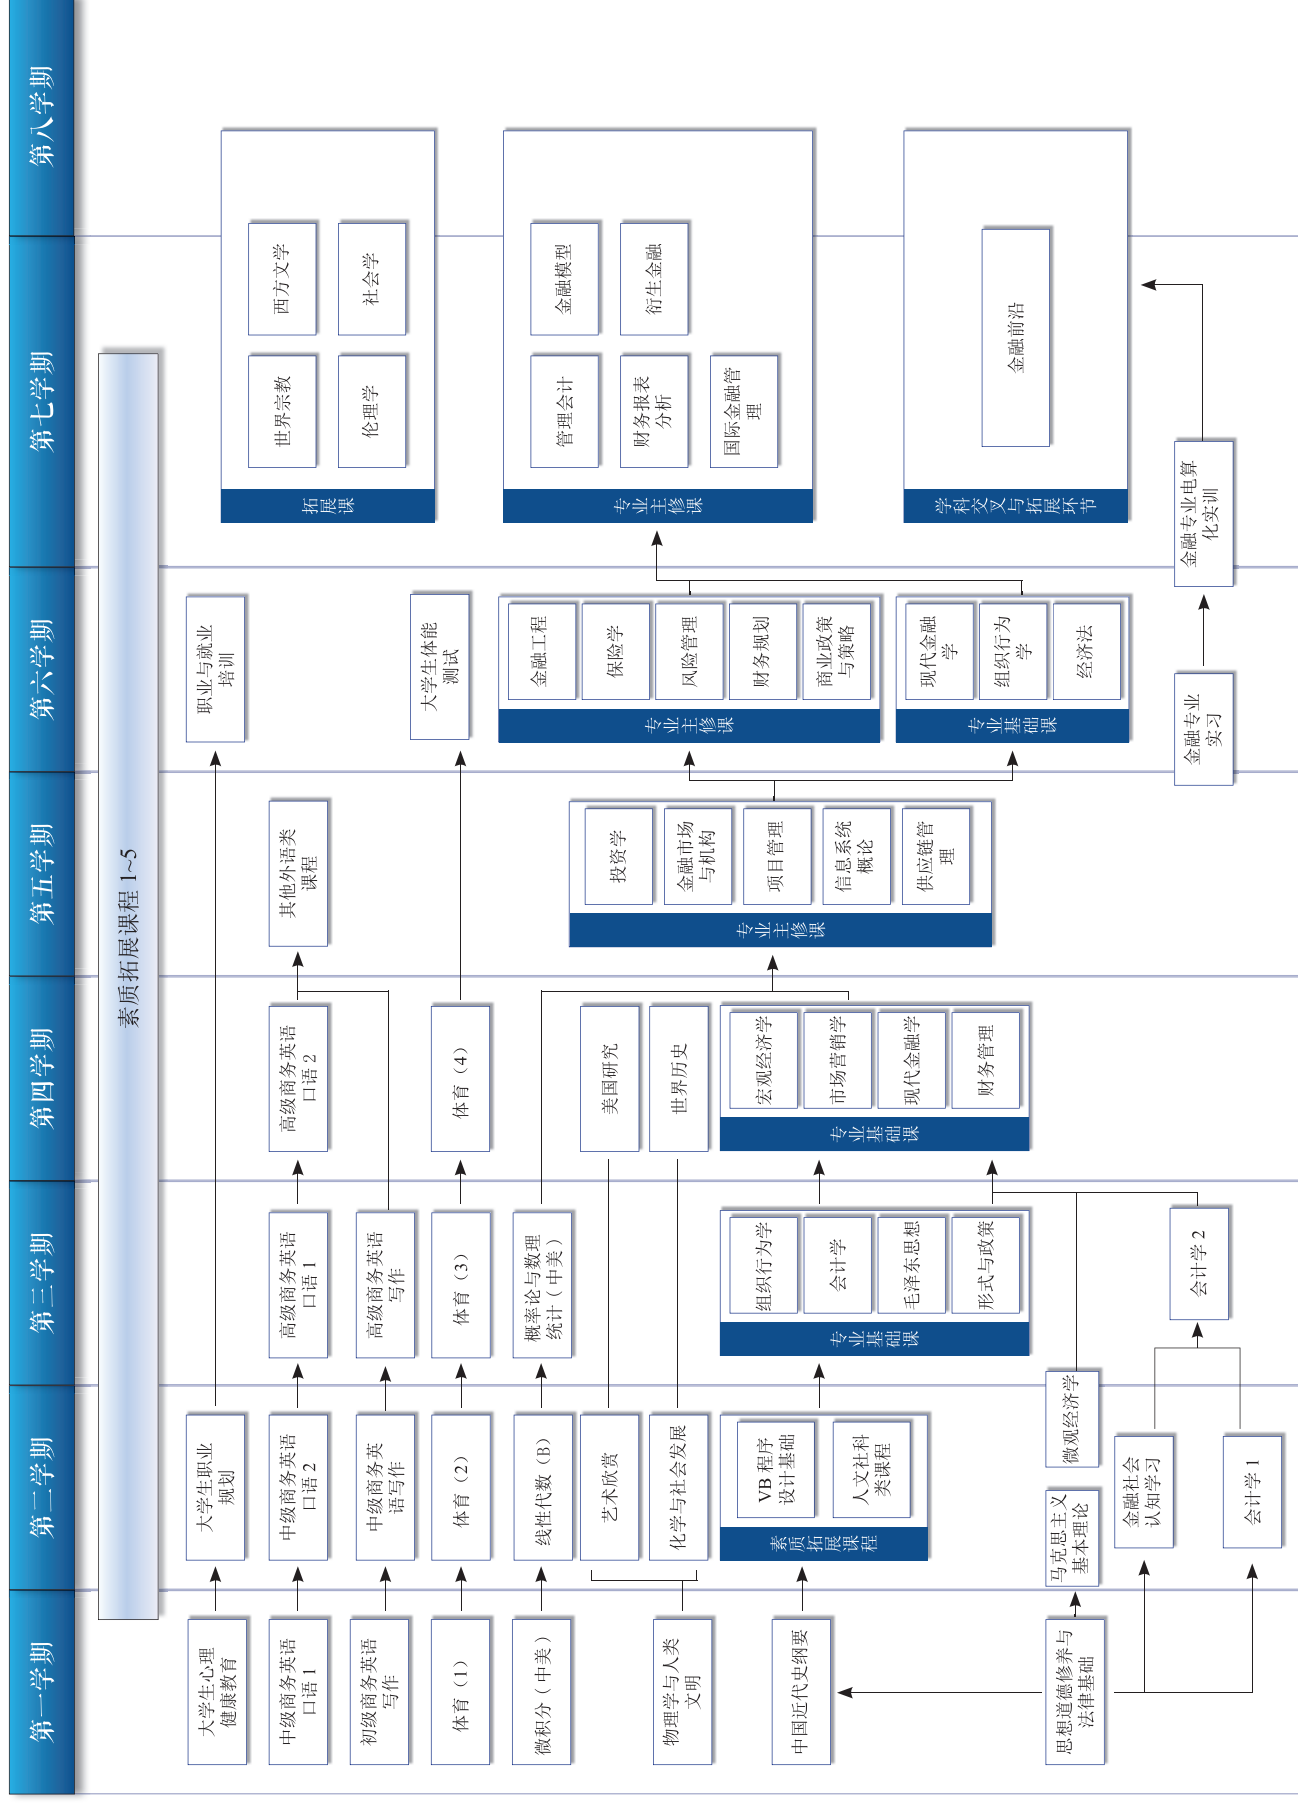 第一学期
第二学期
第三学期
第四学期
第五学期
第六学期
第七学期
第八学期
素质拓展课程 1~5
大学生心理
健康教育
大学生职业
规划
职业与就业
培训
中级商务英语
口语 1
中级商务英语
口语 2
高级商务英语
口语 1
高级商务英语
口语 2
其他外语类
课程
初级商务英语
写作
中级商务英
语写作
高级商务英语
写作
体育（1）
体育（2）
体育（3）
体育（4）
大学生体能
测试
微积分（中美）
线性代数（B）
概率论与数理
统计（中美）
物理学与人类
文明
艺术欣赏
化学与社会发展
美国研究
世界历史
中国近代史纲要
素质拓展课程
VB 程序
设计基础
人文社科
类课程
专业基础课
组织行为学
会计学
毛泽东思想
形式与政策
专业基础课
宏观经济学
市场营销学
现代金融学
财务管理
专业主修课
投资学
金融市场
与机构
项目管理
信息系统
概论
供应链管
理
专业主修课
金融工程
保险学
风险管理
财务规划
商业政策
与策略
专业基础课
现代金融
学
组织行为
学
经济法
拓展课
世界宗教
西方文学
伦理学
社会学
专业主修课
管理会计
金融模型
财务报表
分析
衍生金融
国际金融管
理
学科交叉与拓展环节
金融前沿
思想道德修养与
法律基础
马克思主义
基本理论
微观经济学
金融社会
认知学习
会计学 1
会计学 2
金融专业
实习
金融专业电算
化实训